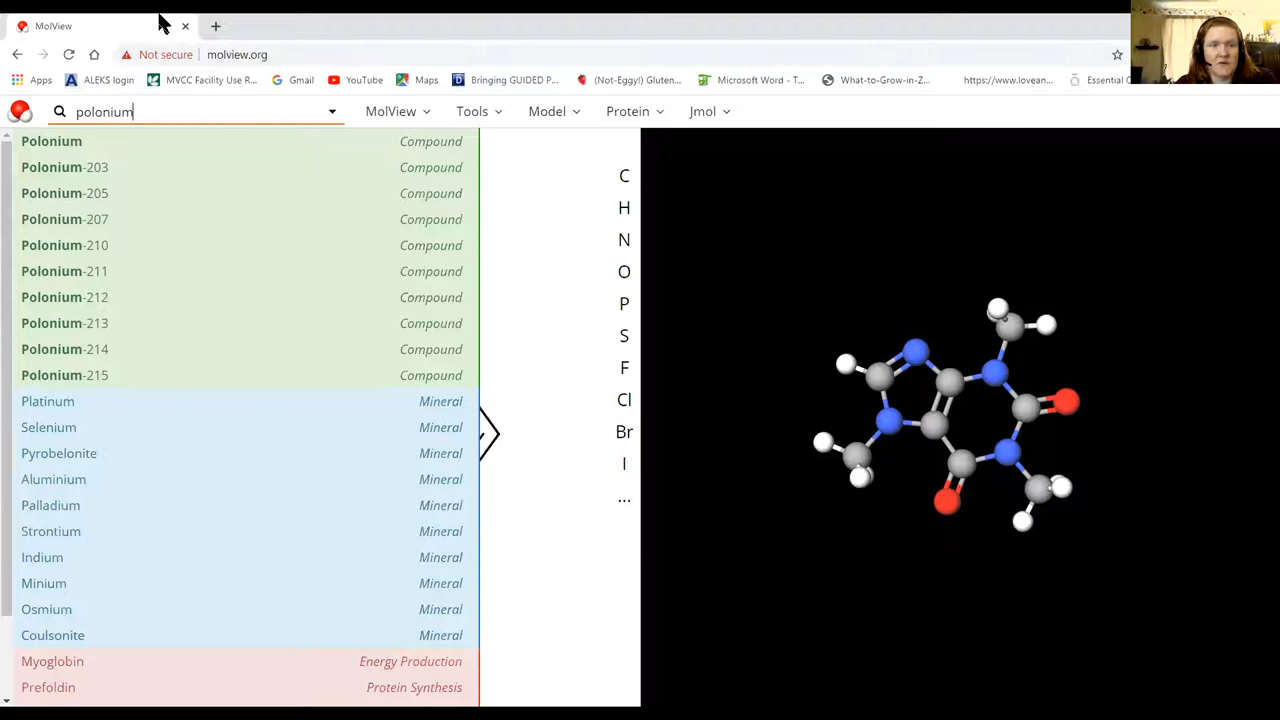 MolView
Not secure molview.org
Apps ALEKS login MVCC Facility Use R... Gmail YouTube Maps Bringing GUIDED P... (Not-Eggy!) Gluten... Microsoft Word - T... What-to-Grow-in-Z... https://www.lovean... Essential C
polonium MolView Tools Model Protein Jmol
Polonium Compound
Polonium-203 Compound
Polonium-205 Compound
Polonium-207 Compound
Polonium-210 Compound
Polonium-211 Compound
Polonium-212 Compound
Polonium-213 Compound
Polonium-214 Compound
Polonium-215 Compound
Platinum Mineral
Selenium Mineral
Pyrobelonite Mineral
Aluminium Mineral
Palladium Mineral
Strontium Mineral
Indium Mineral
Minium Mineral
Osmium Mineral
Coulsonite Mineral
Myoglobin Energy Production
Prefoldin Protein Synthesis
C
H
N
O
P
S
F
Cl
Br
I
...